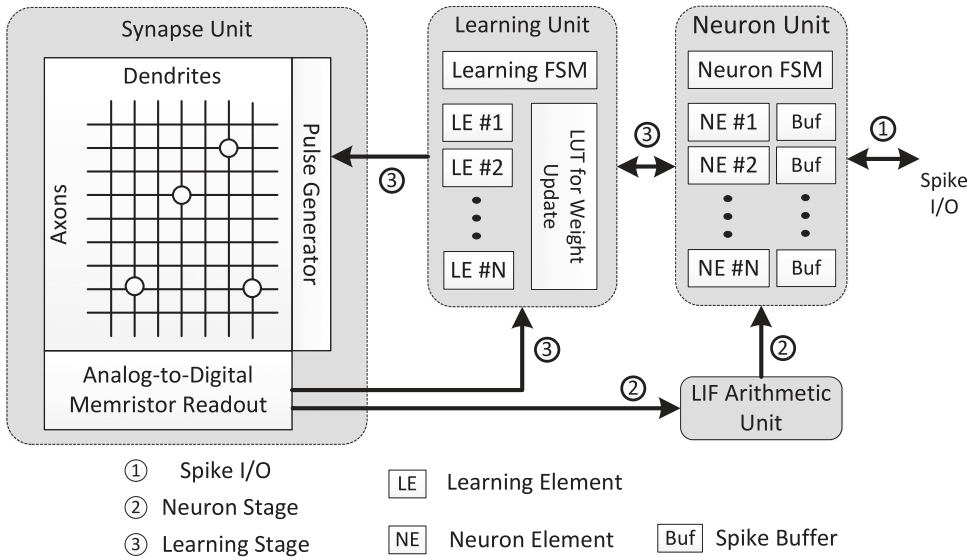 Synapse Unit
Dendrites
Axons
Pulse Generator
Analog-to-Digital
Memristor Readout
Learning Unit
Learning FSM
LE #1
LE #2
LE #N
LUT for Weight
Update
Neuron Unit
Neuron FSM
NE #1
Buf
NE #2
Buf
NE #N
Buf
①
Spike
I/O
③
③
③
②
②
LIF Arithmetic
Unit
① Spike I/O
② Neuron Stage
③ Learning Stage
LE Learning Element
NE Neuron Element
Buf Spike Buffer